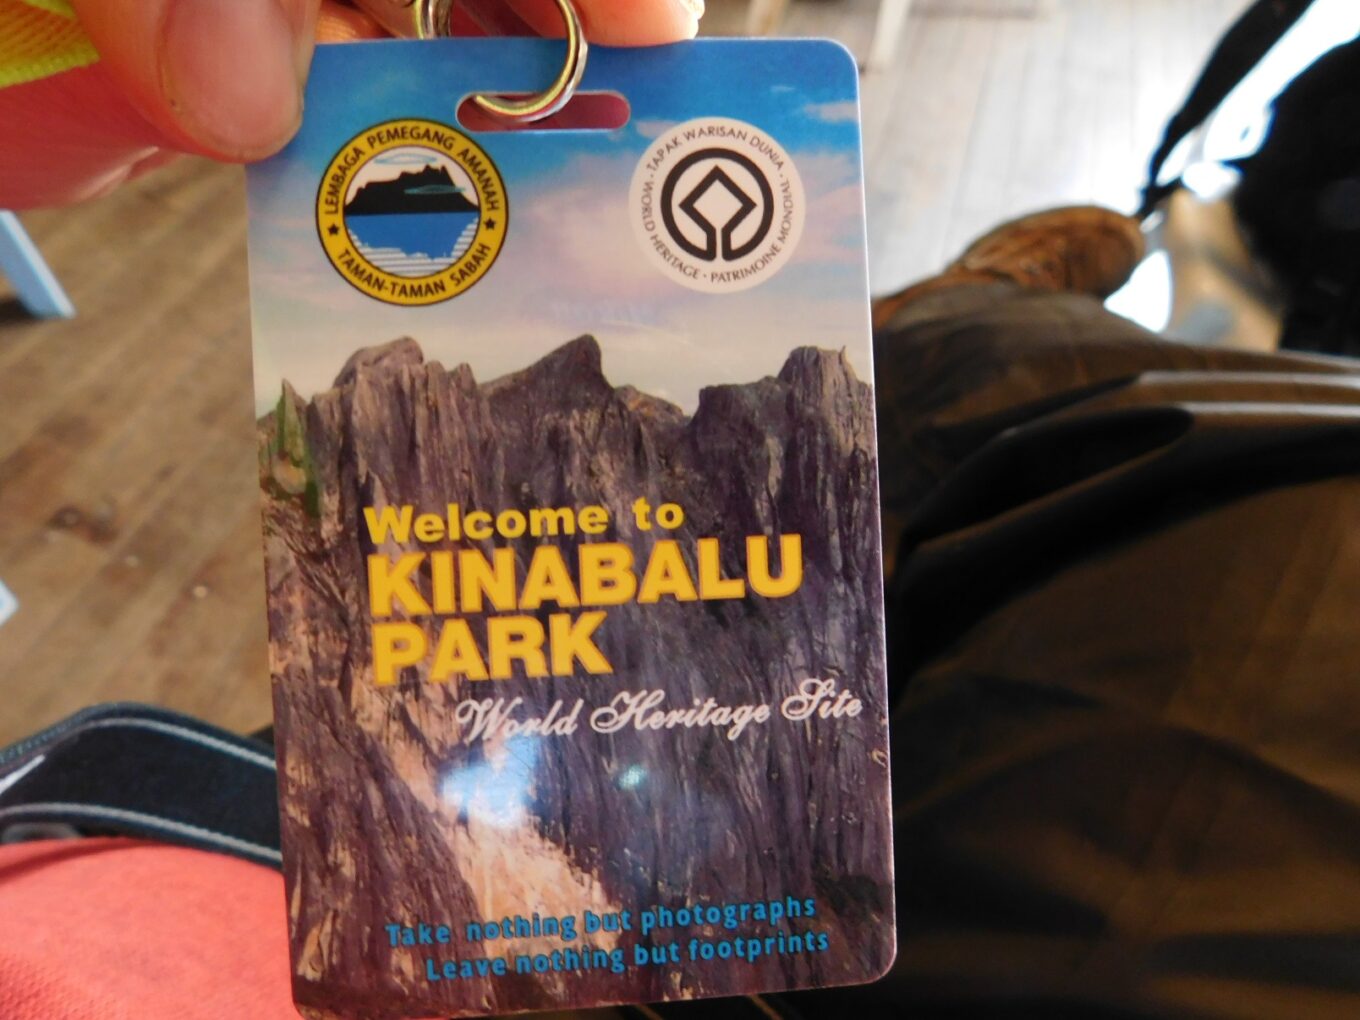 LEMBAGA PEMEGANG AMANAH
TAMAN-TAMAN SABAH
TAPAK WARISAN DUNIA
WORLD HERITAGE
PATRIMOINE MONDIAL
Welcome to
KINABALU
PARK
World Heritage Site
Take nothing but photographs
Leave nothing but footprints